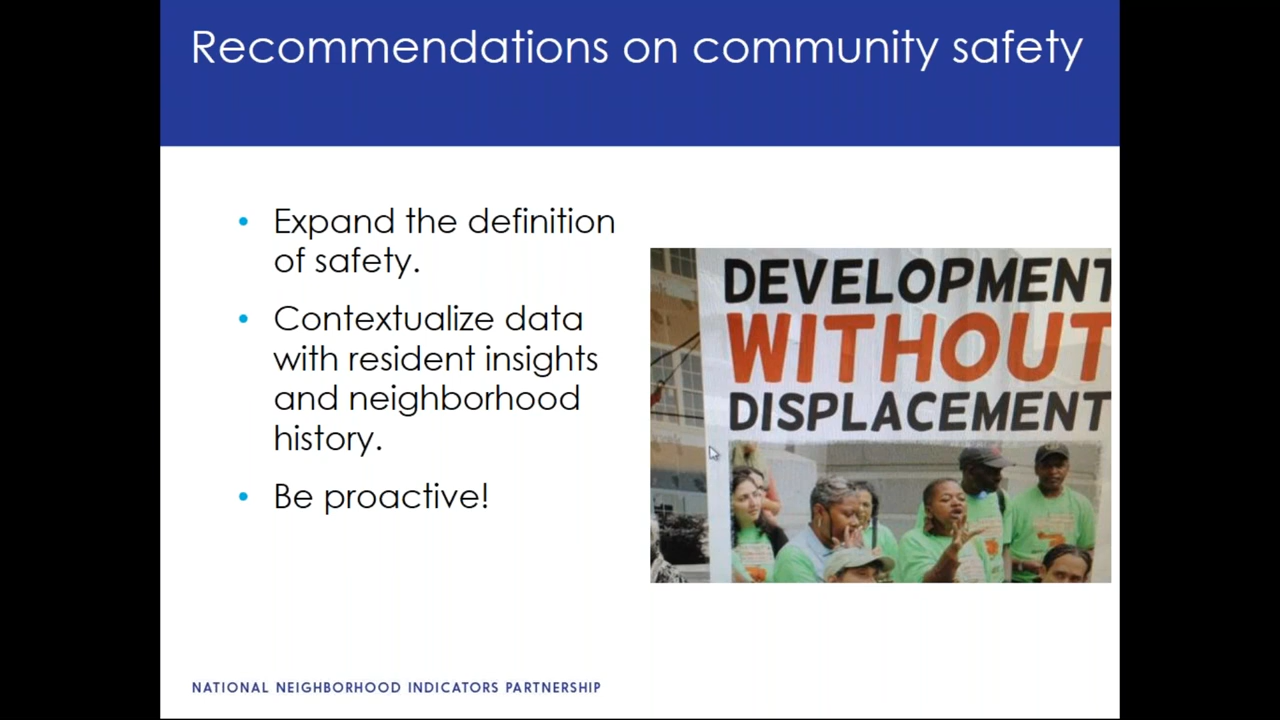 Recommendations on community safety
• Expand the definition
of safety.
• Contextualize data
with resident insights
and neighborhood
history.
• Be proactive!
DEVELOPMENT
WITHOUT
DISPLACEMENT
NATIONAL NEIGHBORHOOD INDICATORS PARTNERSHIP